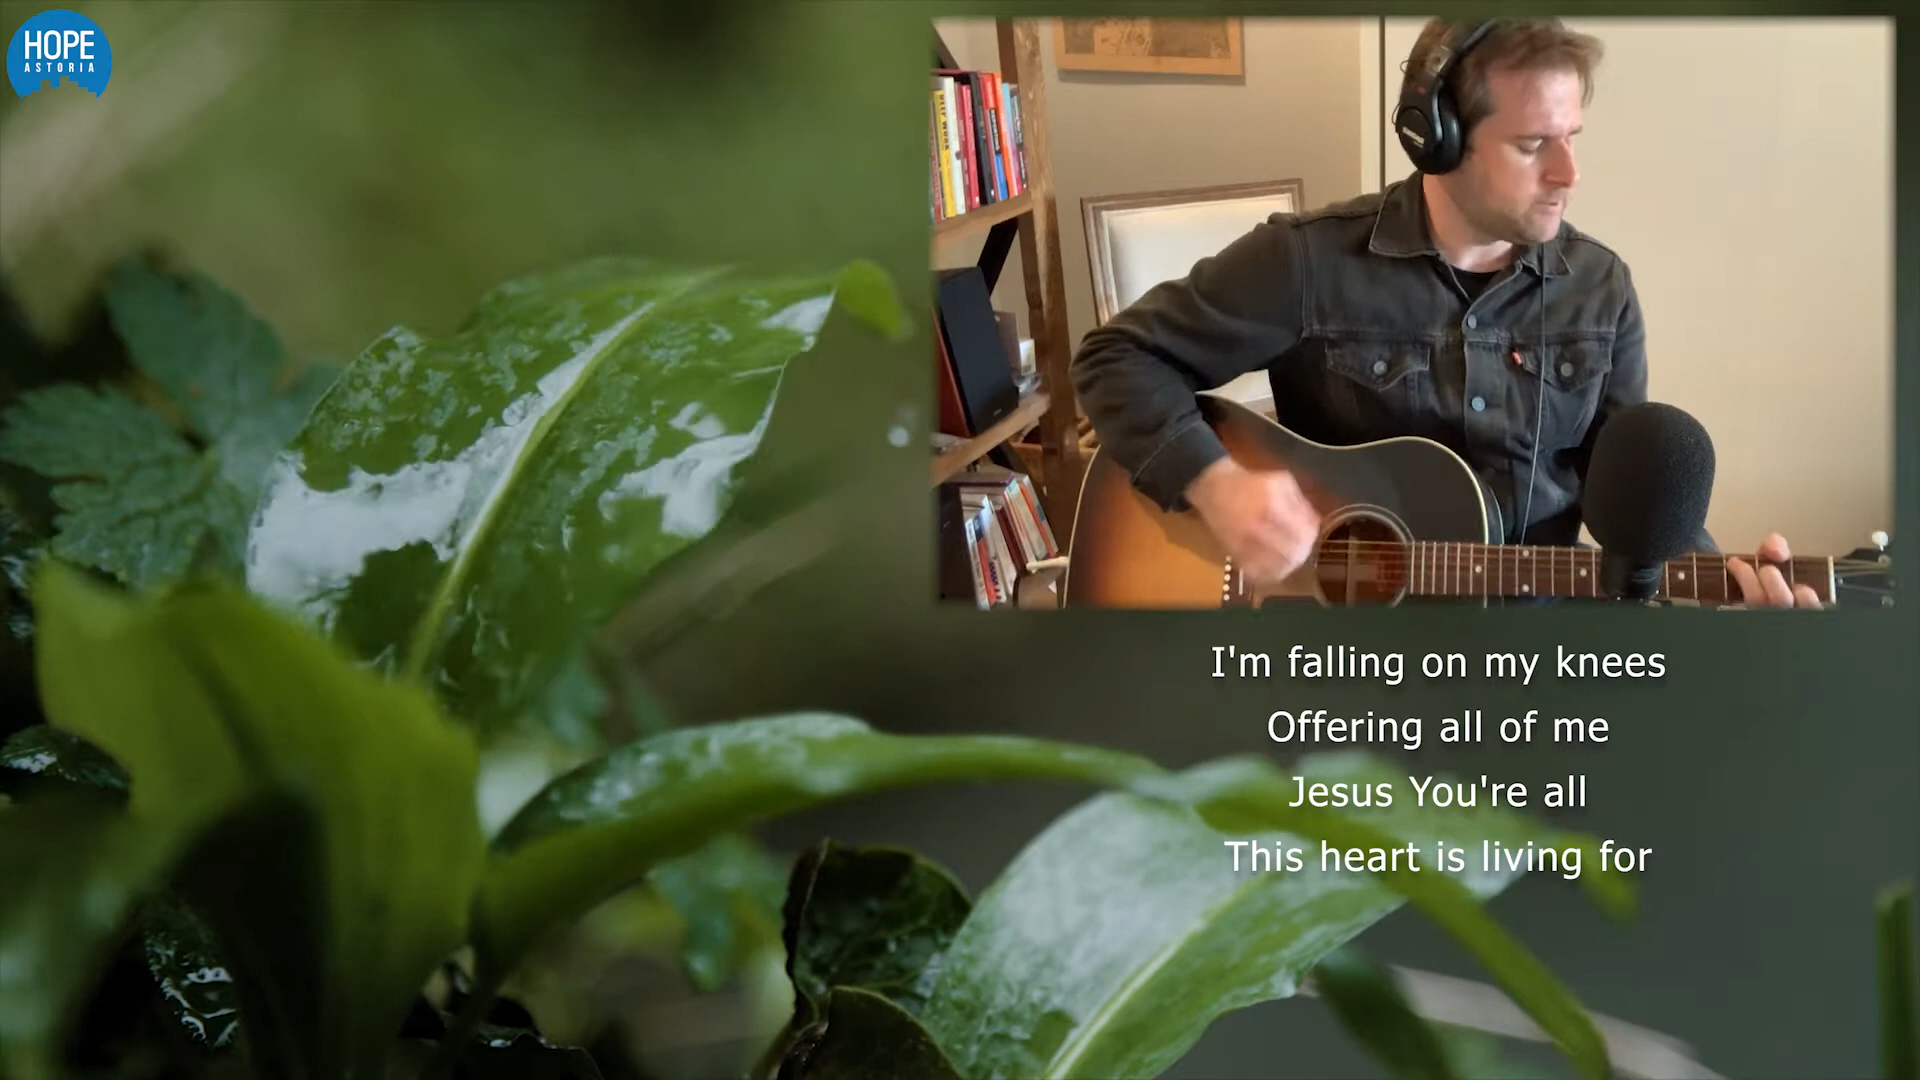 HOPE
ASTORIA
I'm falling on my knees
Offering all of me
Jesus You're all
This heart is living for